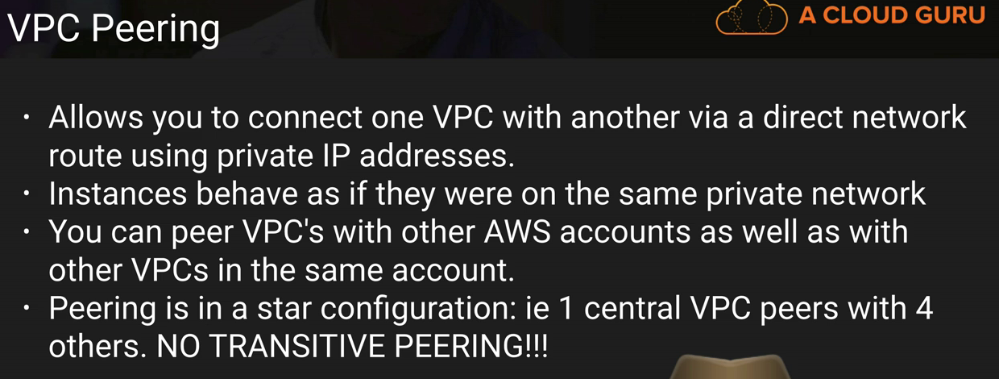 VPC Peering
A CLOUD GURU
• Allows you to connect one VPC with another via a direct network
route using private IP addresses.
• Instances behave as if they were on the same private network
• You can peer VPC's with other AWS accounts as well as with
other VPCs in the same account.
• Peering is in a star configuration: ie 1 central VPC peers with 4
others. NO TRANSITIVE PEERING!!!